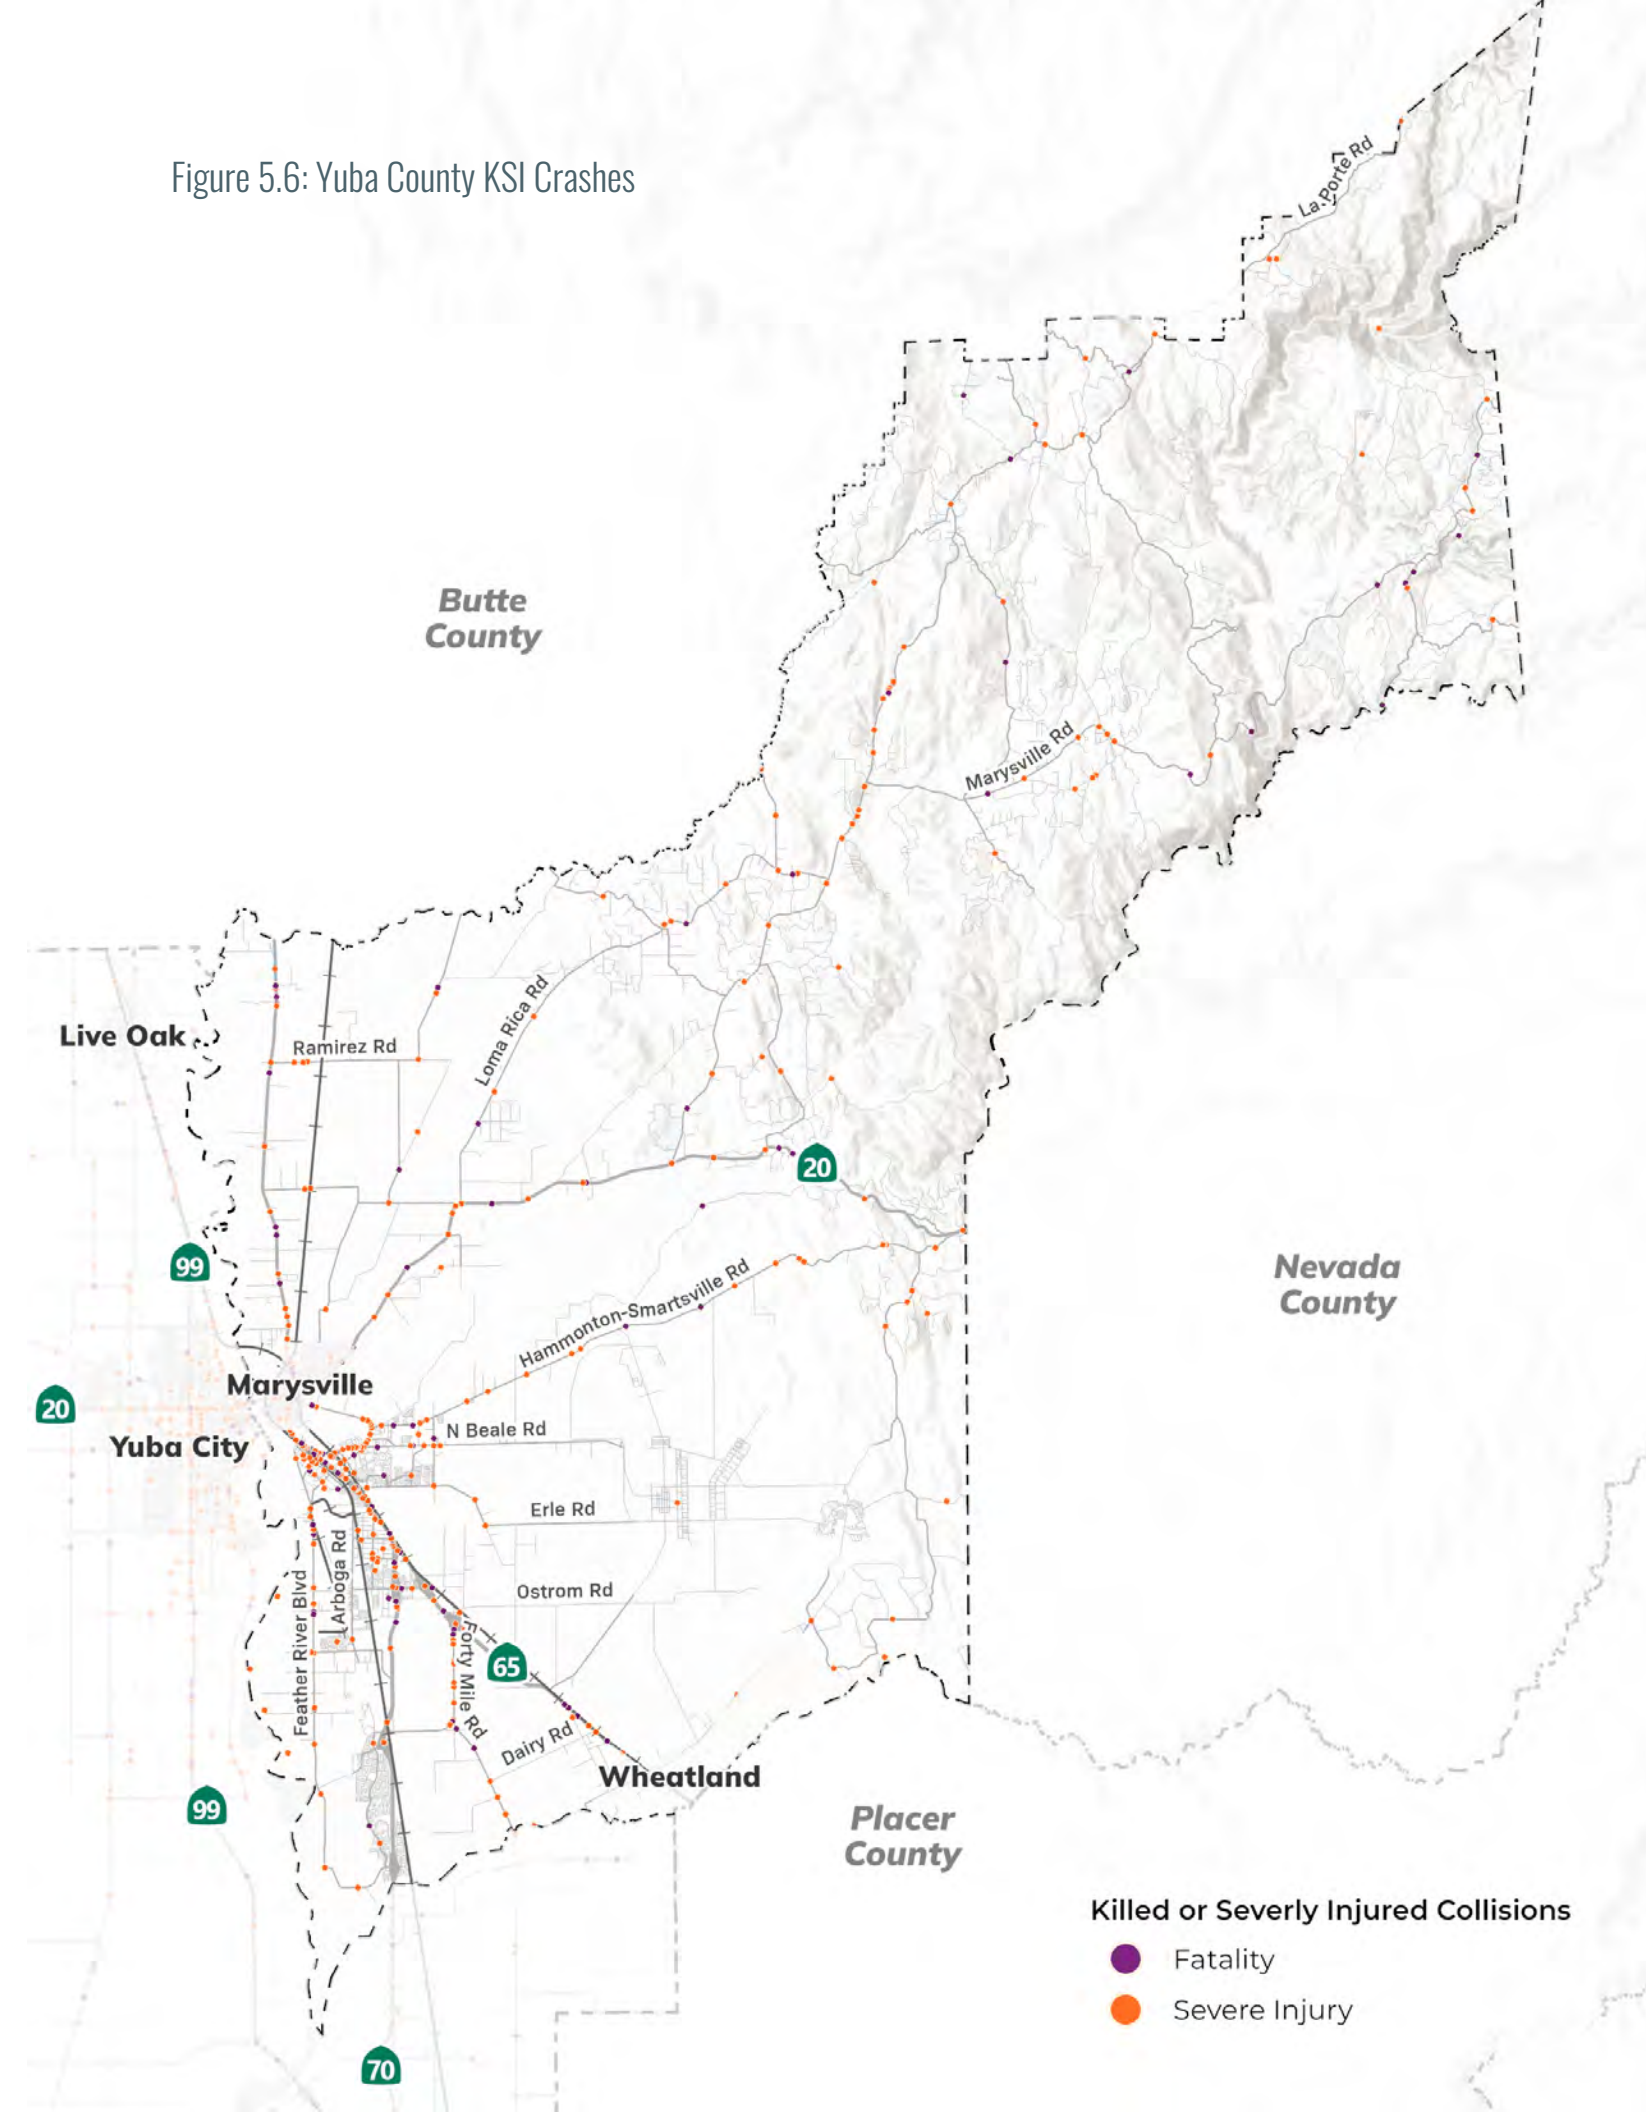 Figure 5.6: Yuba County KSI Crashes
La Porte Rd
Butte
County
Marysville Rd
Loma Rica Rd
Live Oak
Ramirez Rd
20
99
Hammonton-Smartsville Rd
Nevada
County
Marysville
20
N Beale Rd
Yuba City
Erle Rd
Arboga Rd
Ostrom Rd
Feather River Blvd
Forty Mile Rd
65
Dairy Rd
Wheatland
99
Placer
County
Killed or Severly Injured Collisions
Fatality
Severe Injury
70